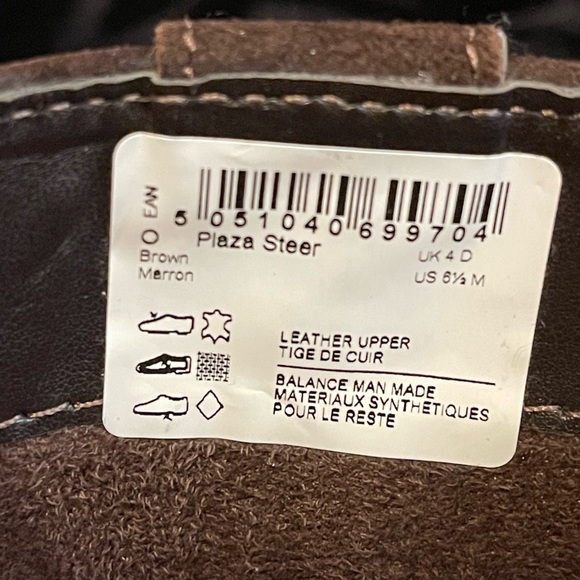 EAN
5 051040 699704
O Plaza Steer
UK 4 D
Brown
US 6½ M
Marron
LEATHER UPPER
TIGE DE CUIR
BALANCE MAN MADE
MATERIAUX SYNTHETIQUES
POUR LE RESTE